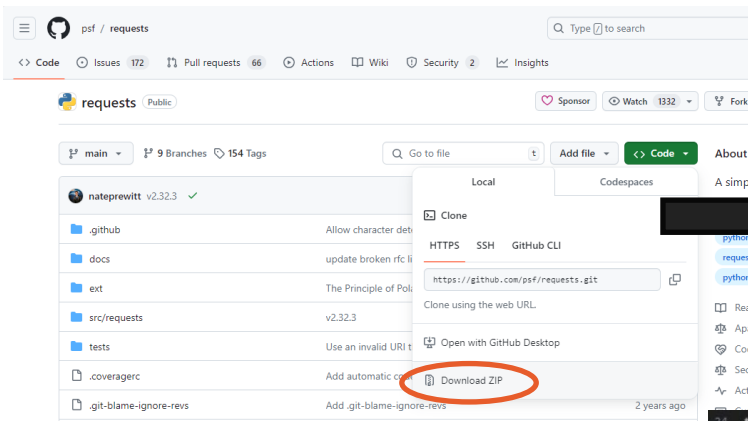 psf / requests
Type / to search
<> Code Issues 172 Pull requests 66 Actions Wiki Security 2 Insights
requests Public Sponsor Watch 1332 Fork
main 9 Branches 154 Tags Go to file t Add file <> Code About
Local Codespaces
A simp
nateprewitt v2.32.3
Clone
.github Allow character det
HTTPS SSH GitHub CLI
python
docs update broken rfc li
reques
ext The Principle of Pol
https://github.com/psf/requests.git
python
Clone using the web URL.
src/requests v2.32.3
Rea
Apa
tests Use an invalid URI t
Open with GitHub Desktop
Co
Sec
.coveragerc Add automatic co
Download ZIP
Act
.git-blame-ignore-revs Add .git-blame-ignore-revs 2 years ago